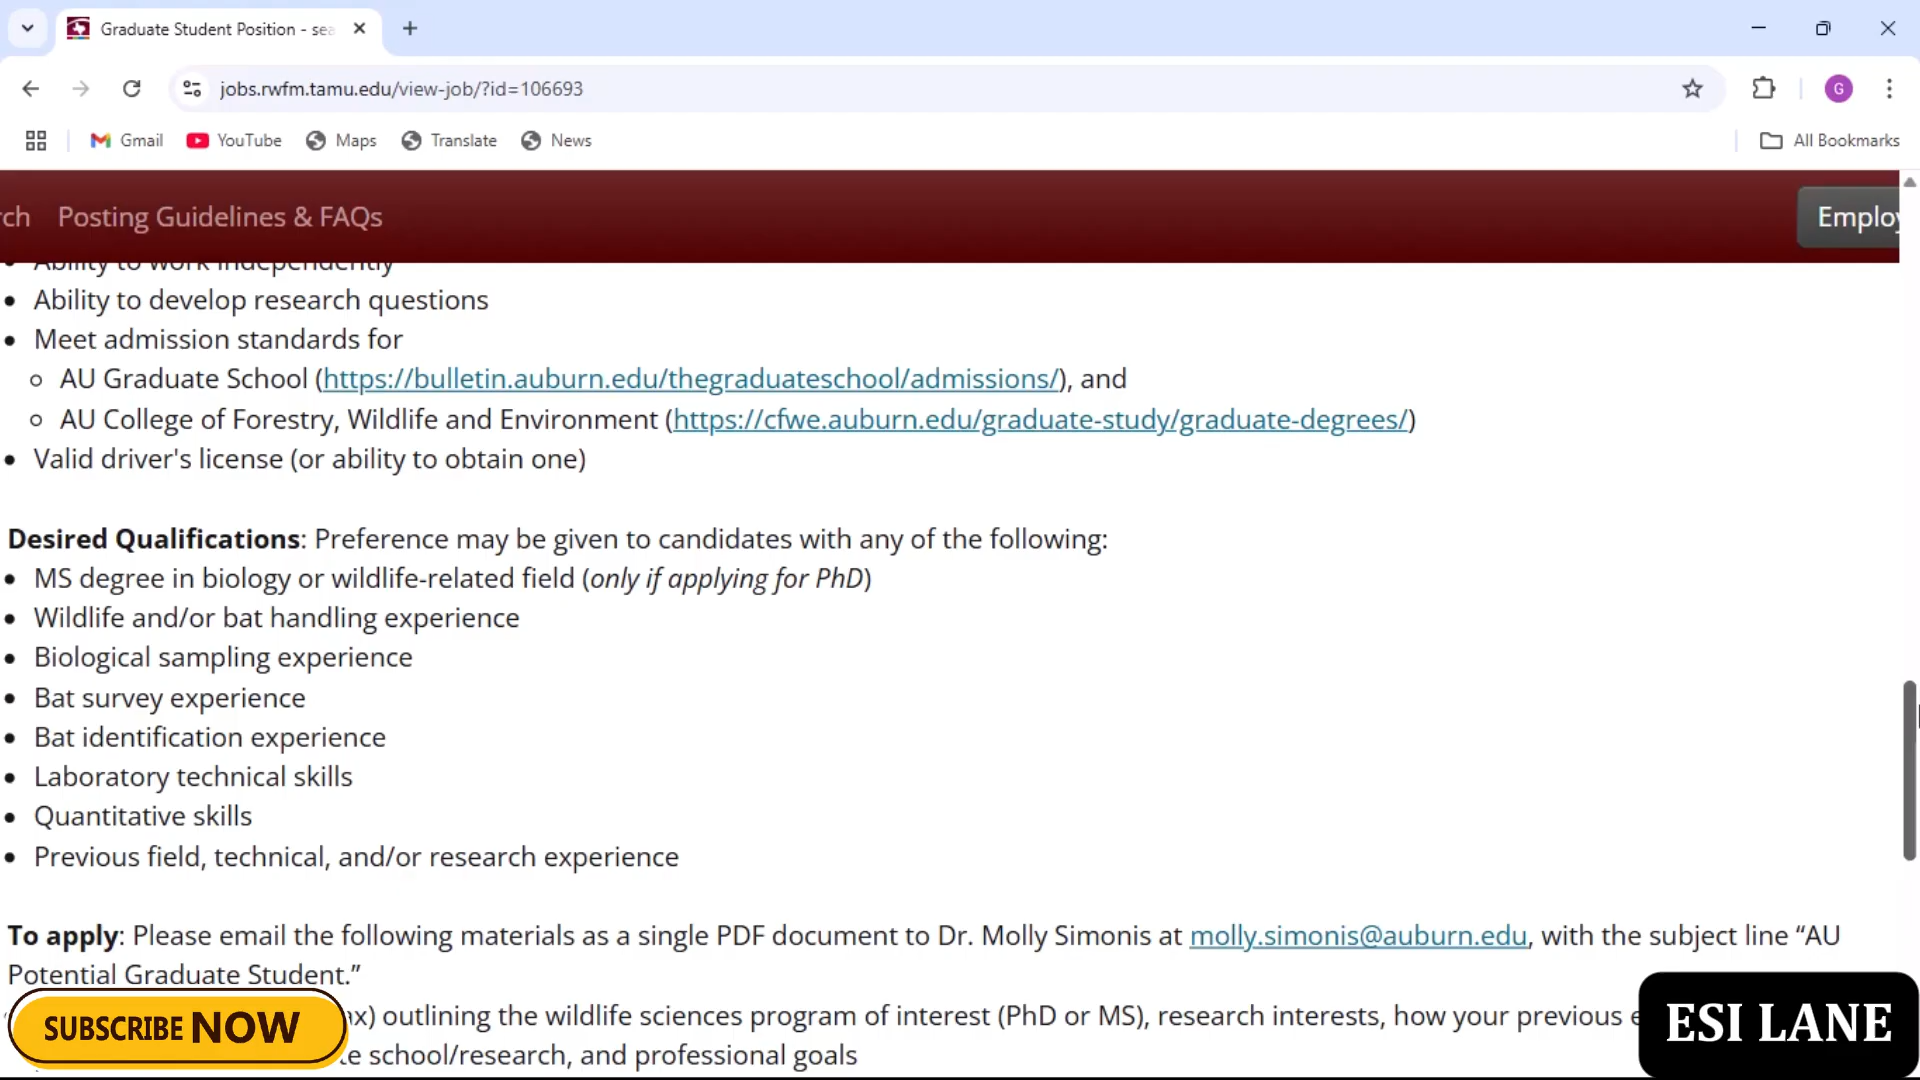 Graduate Student Position - sea
jobs.rwfm.tamu.edu/view-job/?id=106693
G
Gmail YouTube Maps Translate News All Bookmarks
rch Posting Guidelines & FAQs Employ
• Ability to work independently
• Ability to develop research questions
• Meet admission standards for
○ AU Graduate School (https://bulletin.auburn.edu/thegraduateschool/admissions/), and
○ AU College of Forestry, Wildlife and Environment (https://cfwe.auburn.edu/graduate-study/graduate-degrees/)
• Valid driver's license (or ability to obtain one)
Desired Qualifications: Preference may be given to candidates with any of the following:
• MS degree in biology or wildlife-related field (only if applying for PhD)
• Wildlife and/or bat handling experience
• Biological sampling experience
• Bat survey experience
• Bat identification experience
• Laboratory technical skills
• Quantitative skills
• Previous field, technical, and/or research experience
To apply: Please email the following materials as a single PDF document to Dr. Molly Simonis at molly.simonis@auburn.edu, with the subject line “AU
Potential Graduate Student.”
ax) outlining the wildlife sciences program of interest (PhD or MS), research interests, how your previous e
te school/research, and professional goals
SUBSCRIBE NOW
ESI LANE